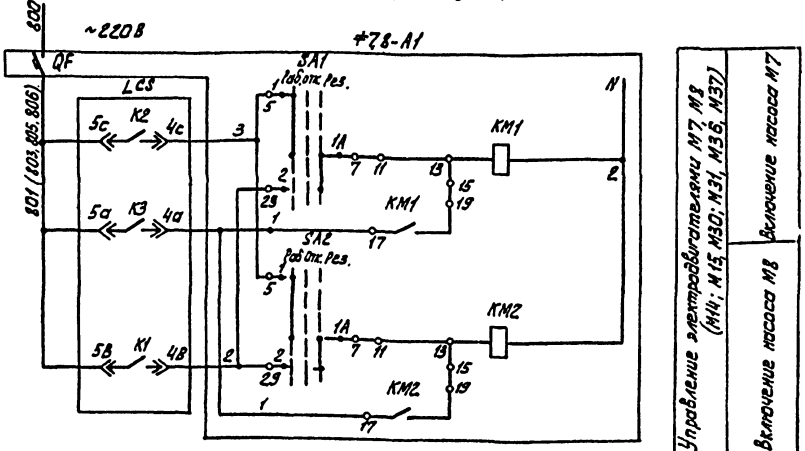 800
~220В
QF
801 (803, 805, 806)
LCS
5с К2 4с
5а К3 4а
5В К1 4В
3
2
1
1
≠78-А1
SA1
Раб. отк. Рез.
1
5
2
29
1А
7
11
13
15
19
КМ1
КМ1
17
N
2
SA2
Раб Отк. Рез.
1
5
2
29
1А
7
11
13
15
19
КМ2
КМ2
17
Управление электродвигателями М7, М8
(М14; М15, М30; М31, М36, М37)
Включение насоса М8
Включение насоса М7